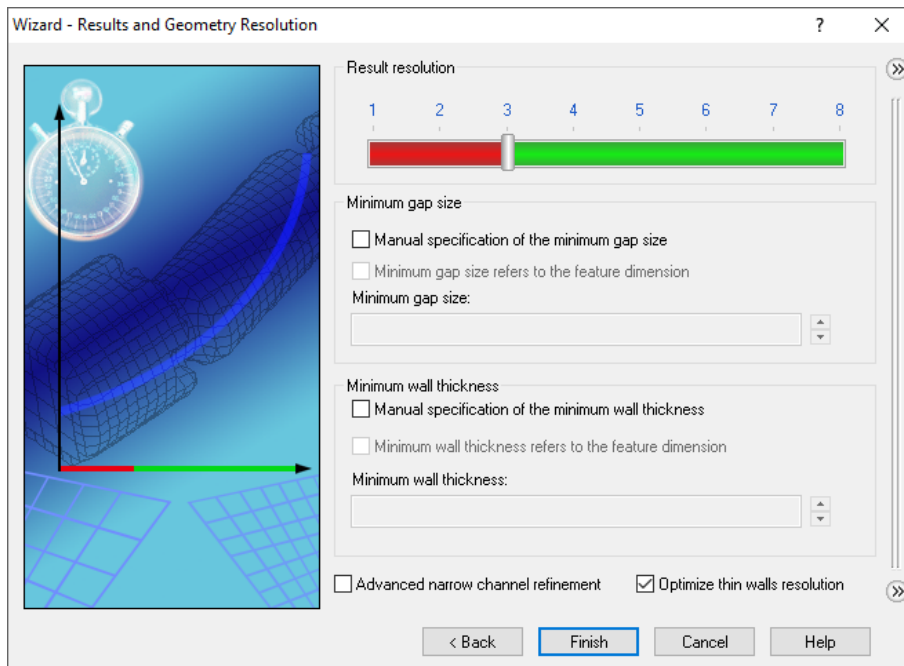 Wizard - Results and Geometry Resolution
?
Result resolution
1 2 3 4 5 6 7 8
Minimum gap size
Manual specification of the minimum gap size
Minimum gap size refers to the feature dimension
Minimum gap size:
Minimum wall thickness
Manual specification of the minimum wall thickness
Minimum wall thickness refers to the feature dimension
Minimum wall thickness:
Advanced narrow channel refinement Optimize thin walls resolution
< Back Finish Cancel Help